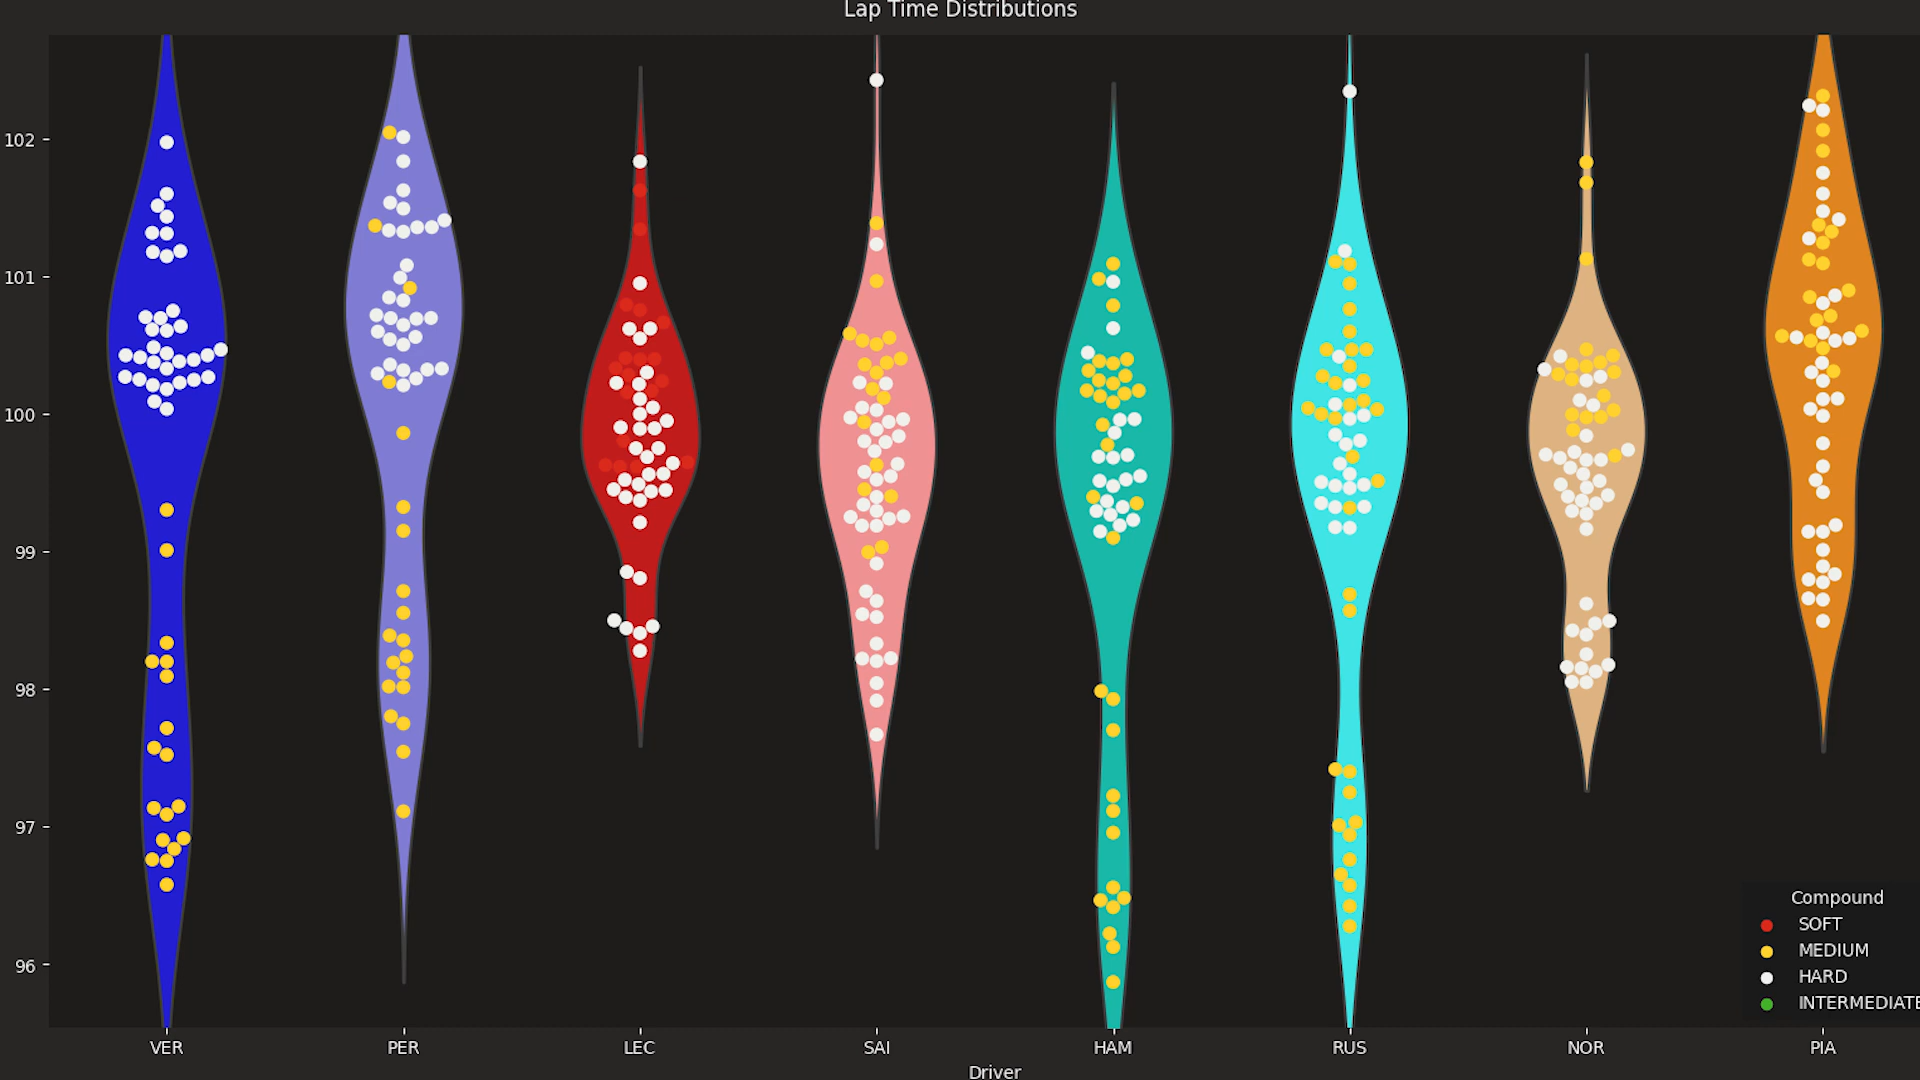 Lap Time Distributions
102
101
100
99
98
97
96
VER PER LEC SAI HAM RUS NOR PIA
Driver
Compound
SOFT
MEDIUM
HARD
INTERMEDIATE